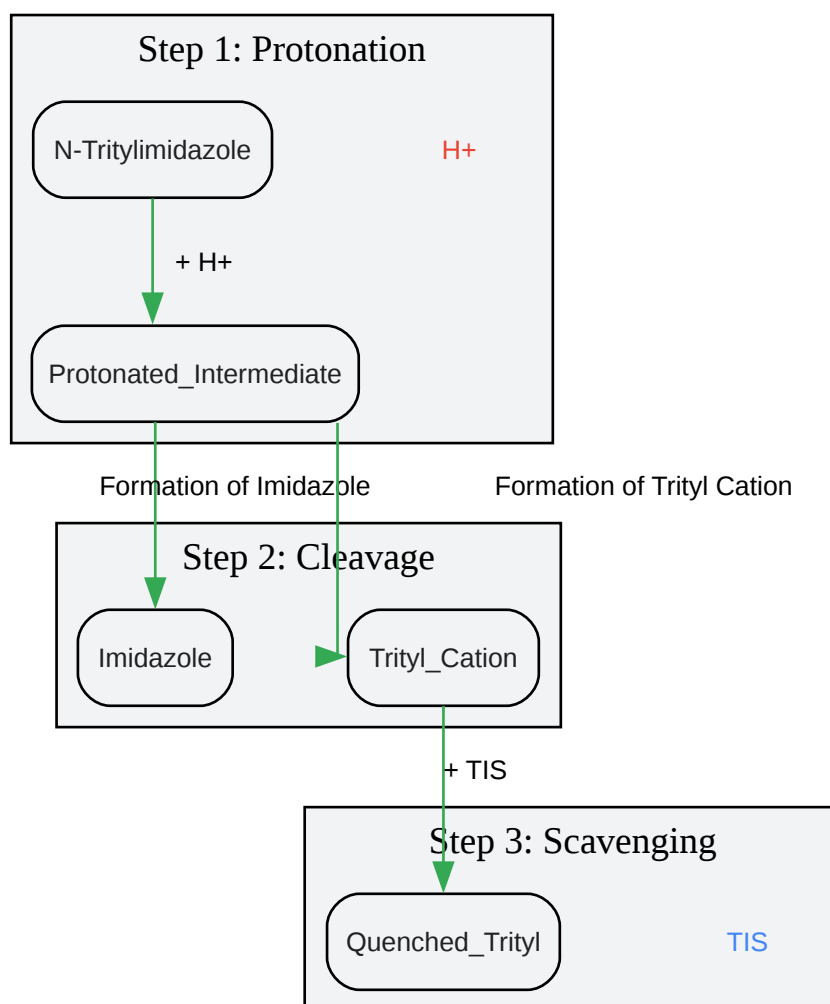 Step 1: Protonation
N-Tritylimidazole
H+
+ H+
Protonated_Intermediate
Formation of Imidazole
Formation of Trityl Cation
Step 2: Cleavage
Imidazole
Trityl_Cation
+ TIS
Step 3: Scavenging
Quenched_Trityl
TIS